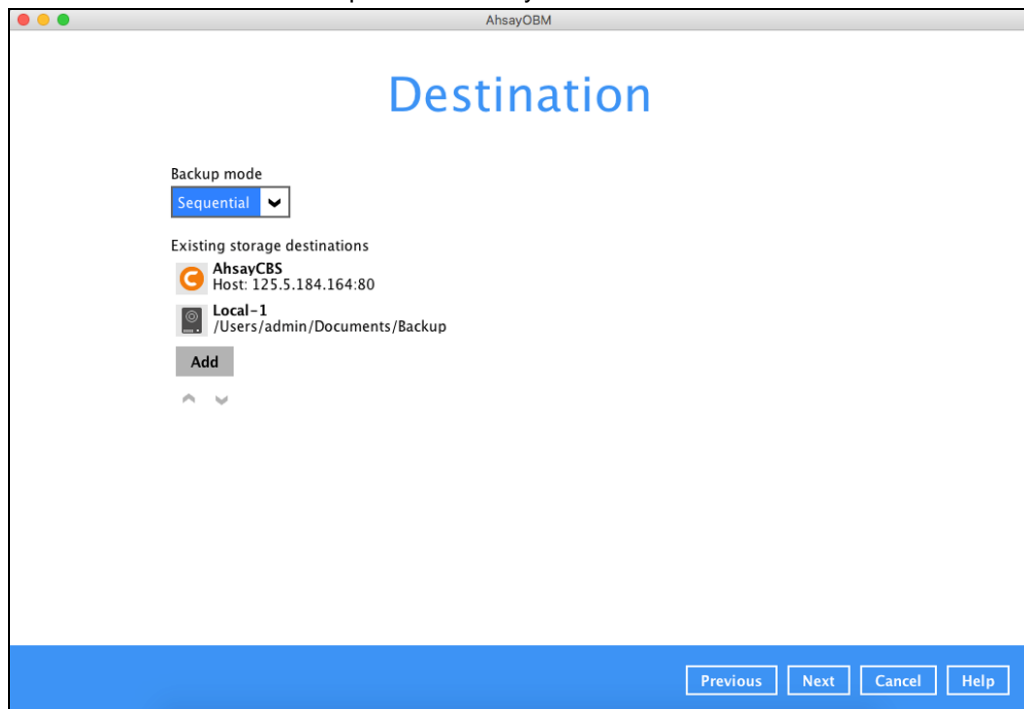 AhsayOBM
Destination
Backup mode
Sequential
Existing storage destinations
AhsayCBS
Host: 125.5.184.164:80
Local-1
/Users/admin/Documents/Backup
Add
Previous Next Cancel Help